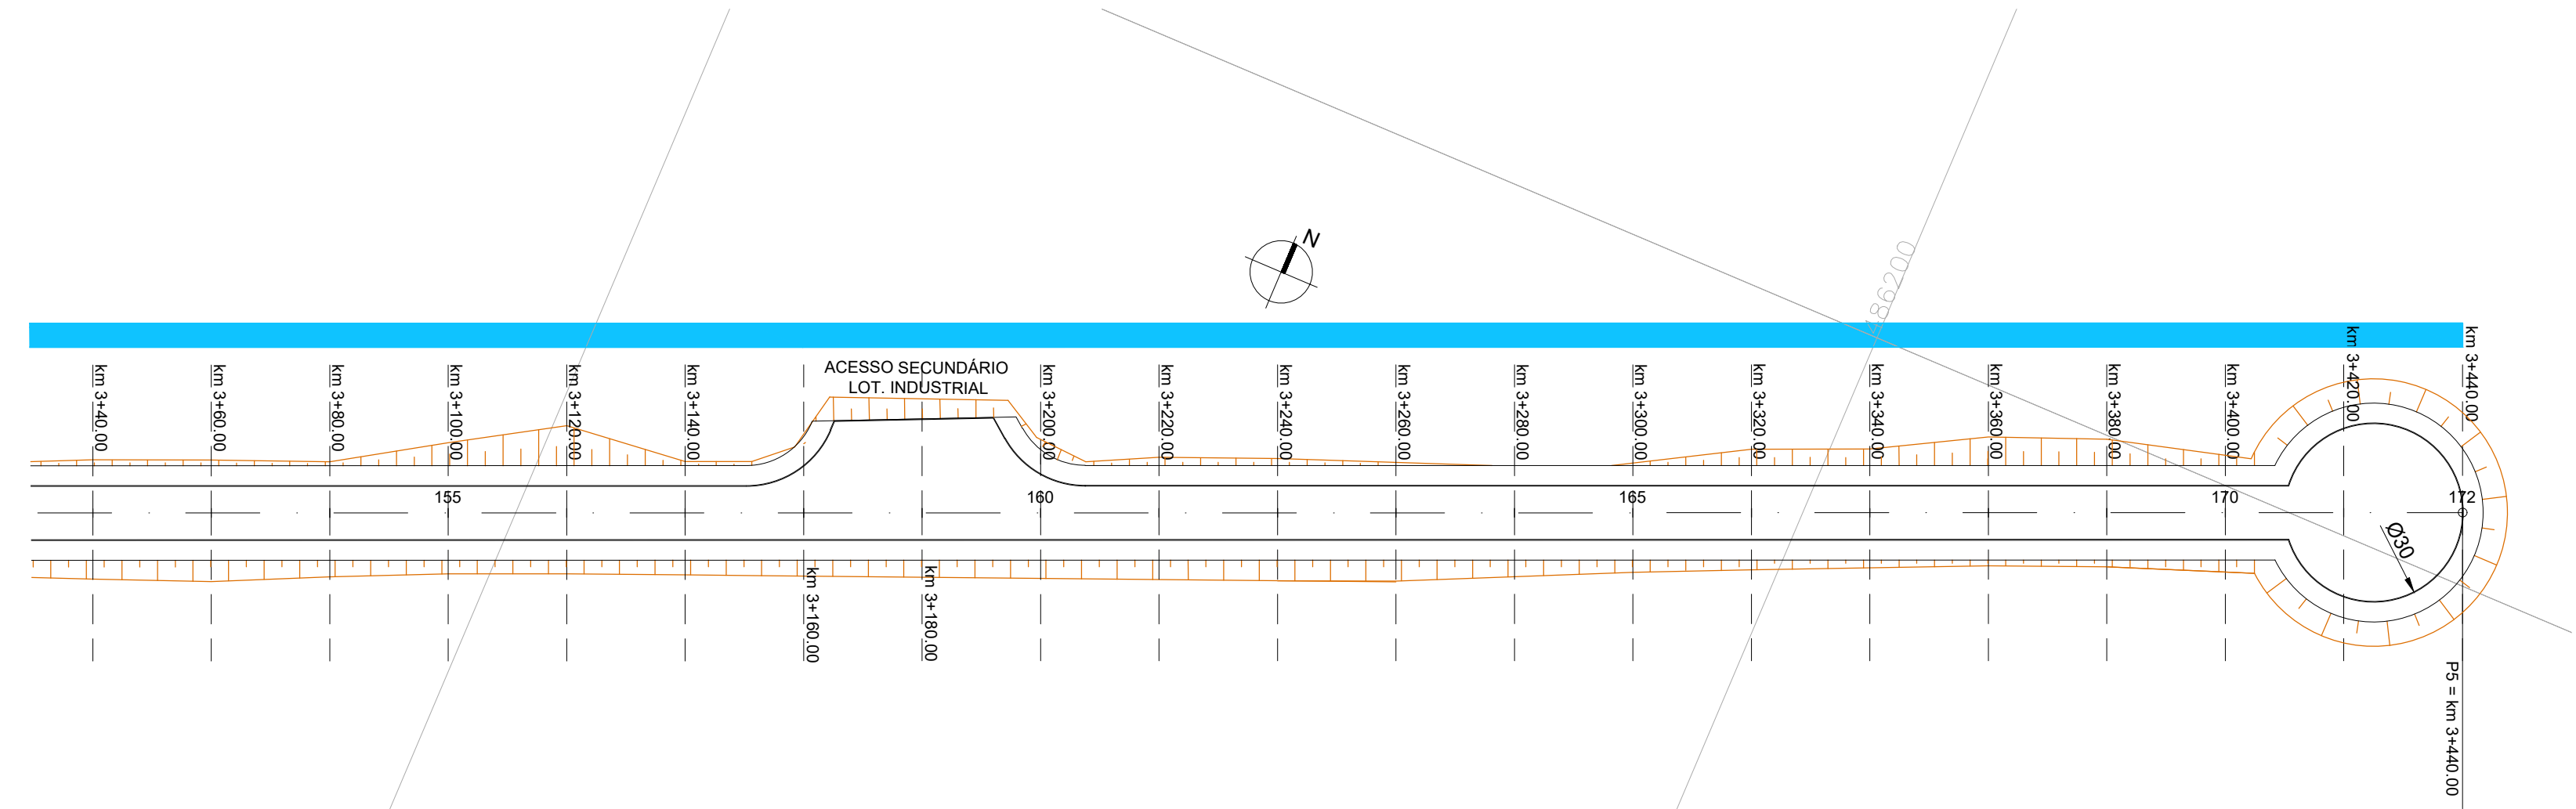 N
486200
ACESSO SECUNDÁRIO
LOT. INDUSTRIAL
km 3+40.00
km 3+60.00
km 3+80.00
km 3+100.00
km 3+120.00
km 3+140.00
km 3+160.00
km 3+180.00
km 3+200.00
km 3+220.00
km 3+240.00
km 3+260.00
km 3+280.00
km 3+300.00
km 3+320.00
km 3+340.00
km 3+360.00
km 3+380.00
km 3+400.00
km 3+420.00
km 3+440.00
155
160
165
170
172
Ø30
P5 = km 3+440.00